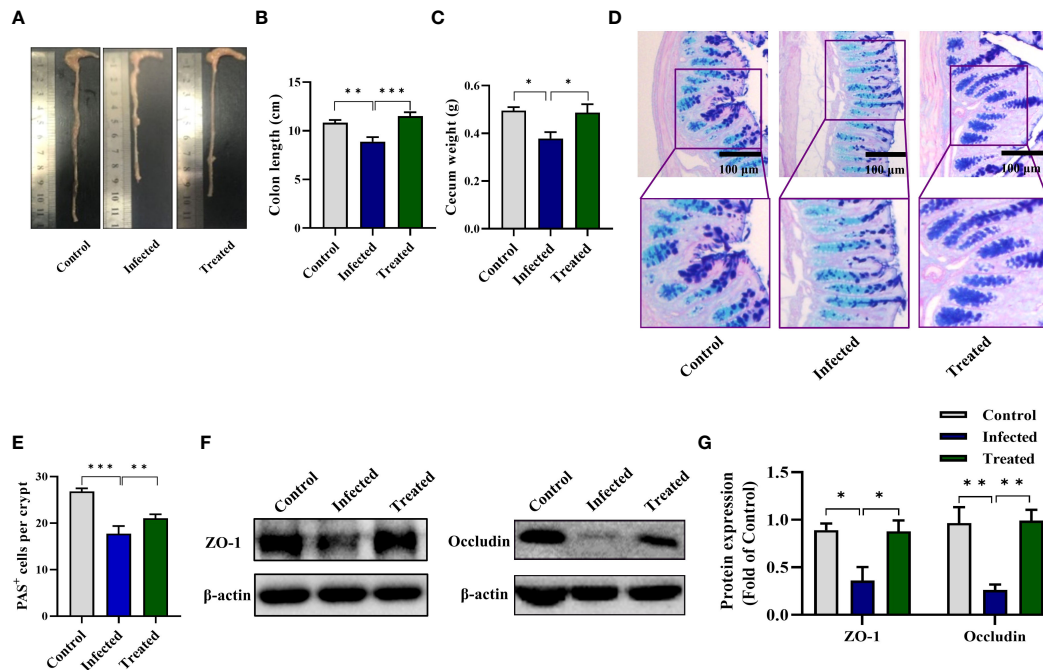 A
Control
Infected
Treated
B
** ***
Colon length (cm)
15
10
5
0
Control
Infected
Treated
C
* *
Cecum weight (g)
0.6
0.4
0.2
0.0
Control
Infected
Treated
D
100 μm
100 μm
100 μm
Control
Infected
Treated
E
*** **
PAS+ cells per crypt
30
20
10
0
Control
Infected
Treated
F
Control
Infected
Treated
ZO-1
β-actin
Control
Infected
Treated
Occludin
β-actin
G
Control
Infected
Treated
* * ** **
Protein expression
(Fold of Control)
1.5
1.0
0.5
0.0
ZO-1
Occludin